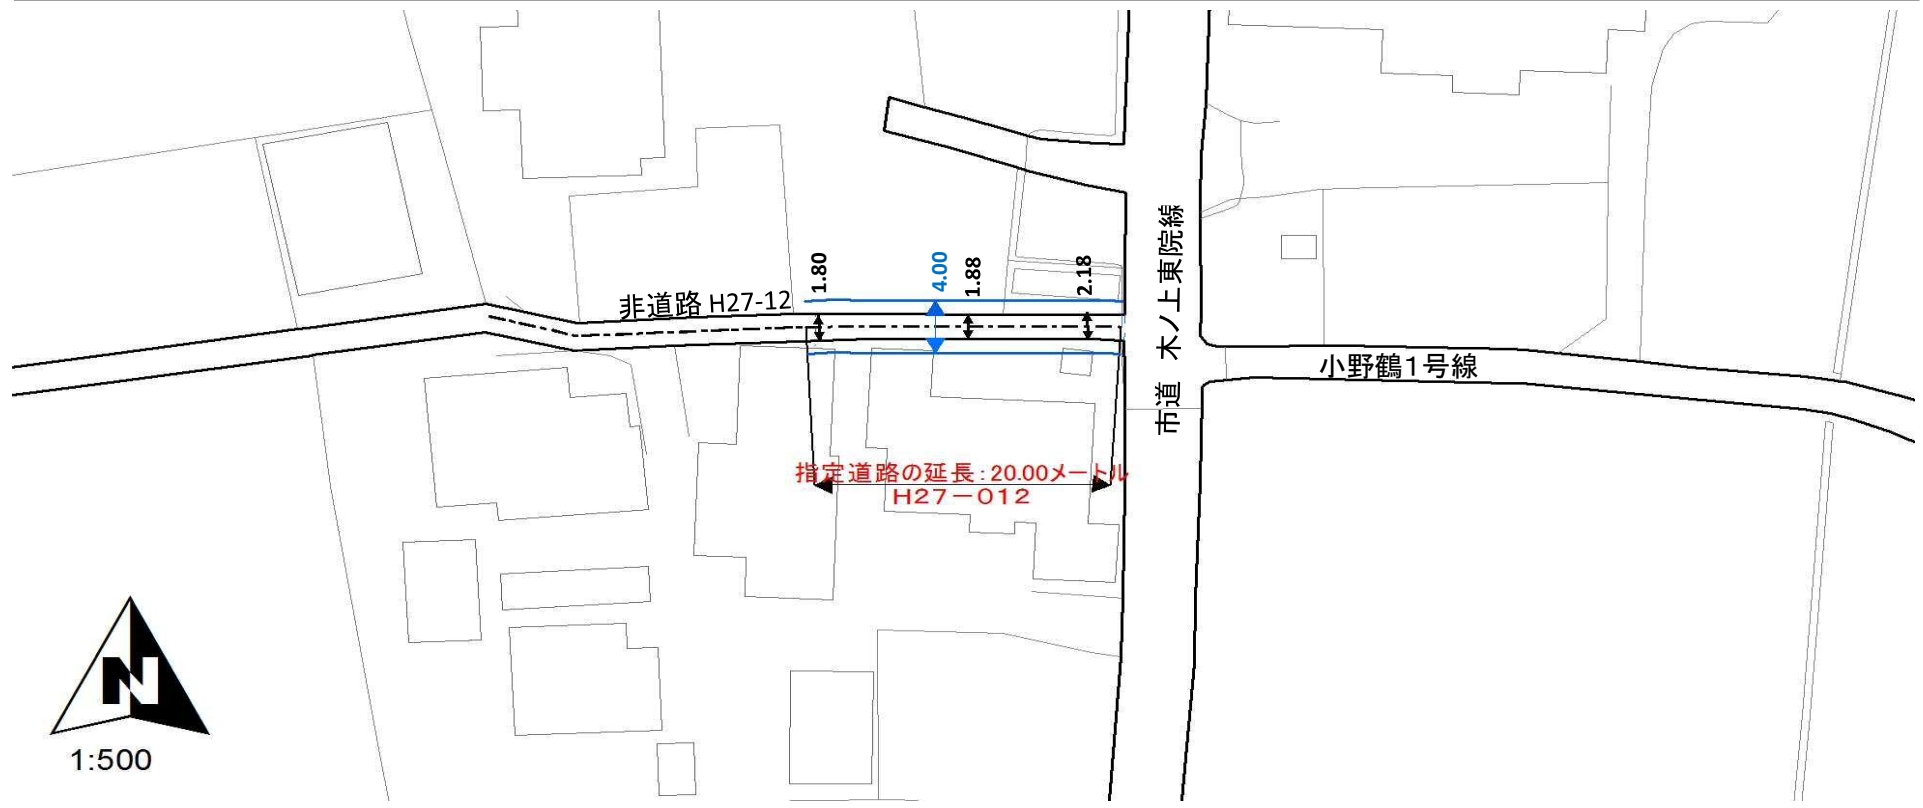 1.80
4.00
1.88
2.18
非道路 H27-12
市道 木ノ上東院線
小野鶴1号線
指定道路の延長:20.00メートル
H27-012
N
1:500